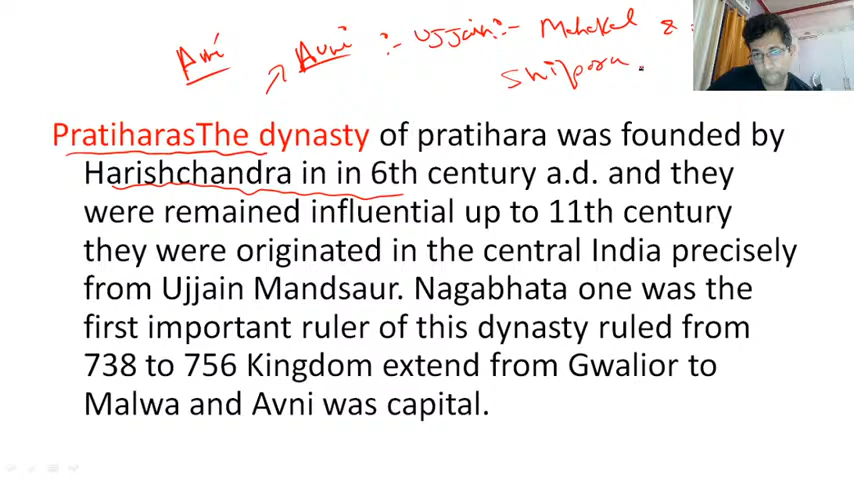 Avni :- Ujjain :- Mahakal &
Shipora
PratiharasThe dynasty of pratihara was founded by
Harishchandra in in 6th century a.d. and they
were remained influential up to 11th century
they were originated in the central India precisely
from Ujjain Mandsaur. Nagabhata one was the
first important ruler of this dynasty ruled from
738 to 756 Kingdom extend from Gwalior to
Malwa and Avni was capital.